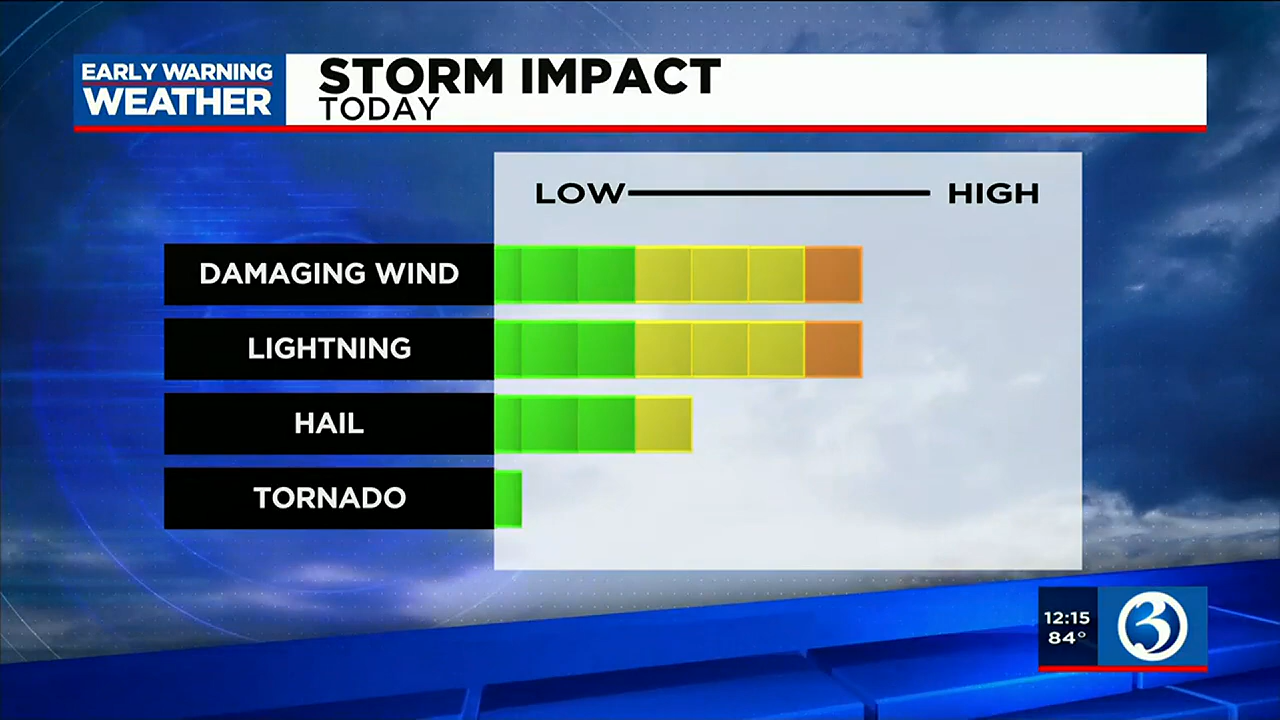 EARLY WARNING
WEATHER
STORM IMPACT
TODAY
LOW
HIGH
DAMAGING WIND
LIGHTNING
HAIL
TORNADO
12:15
84°
3